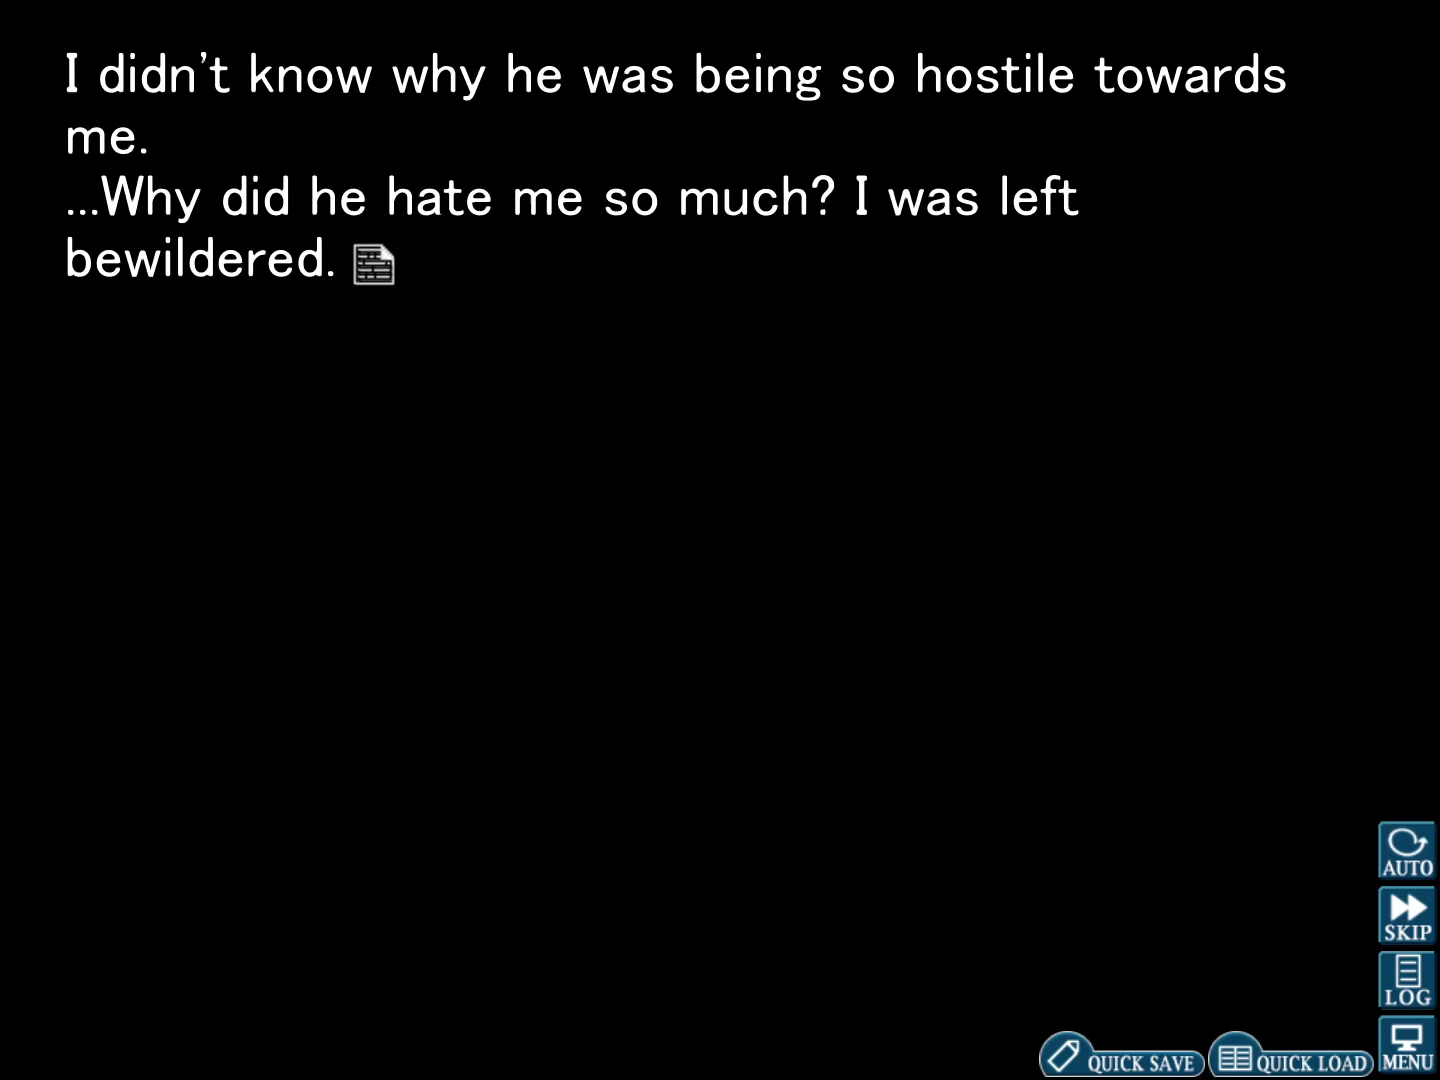 I didn't know why he was being so hostile towards
me.
...Why did he hate me so much? I was left
bewildered.
AUTO
SKIP
LOG
QUICK SAVE
QUICK LOAD
MENU